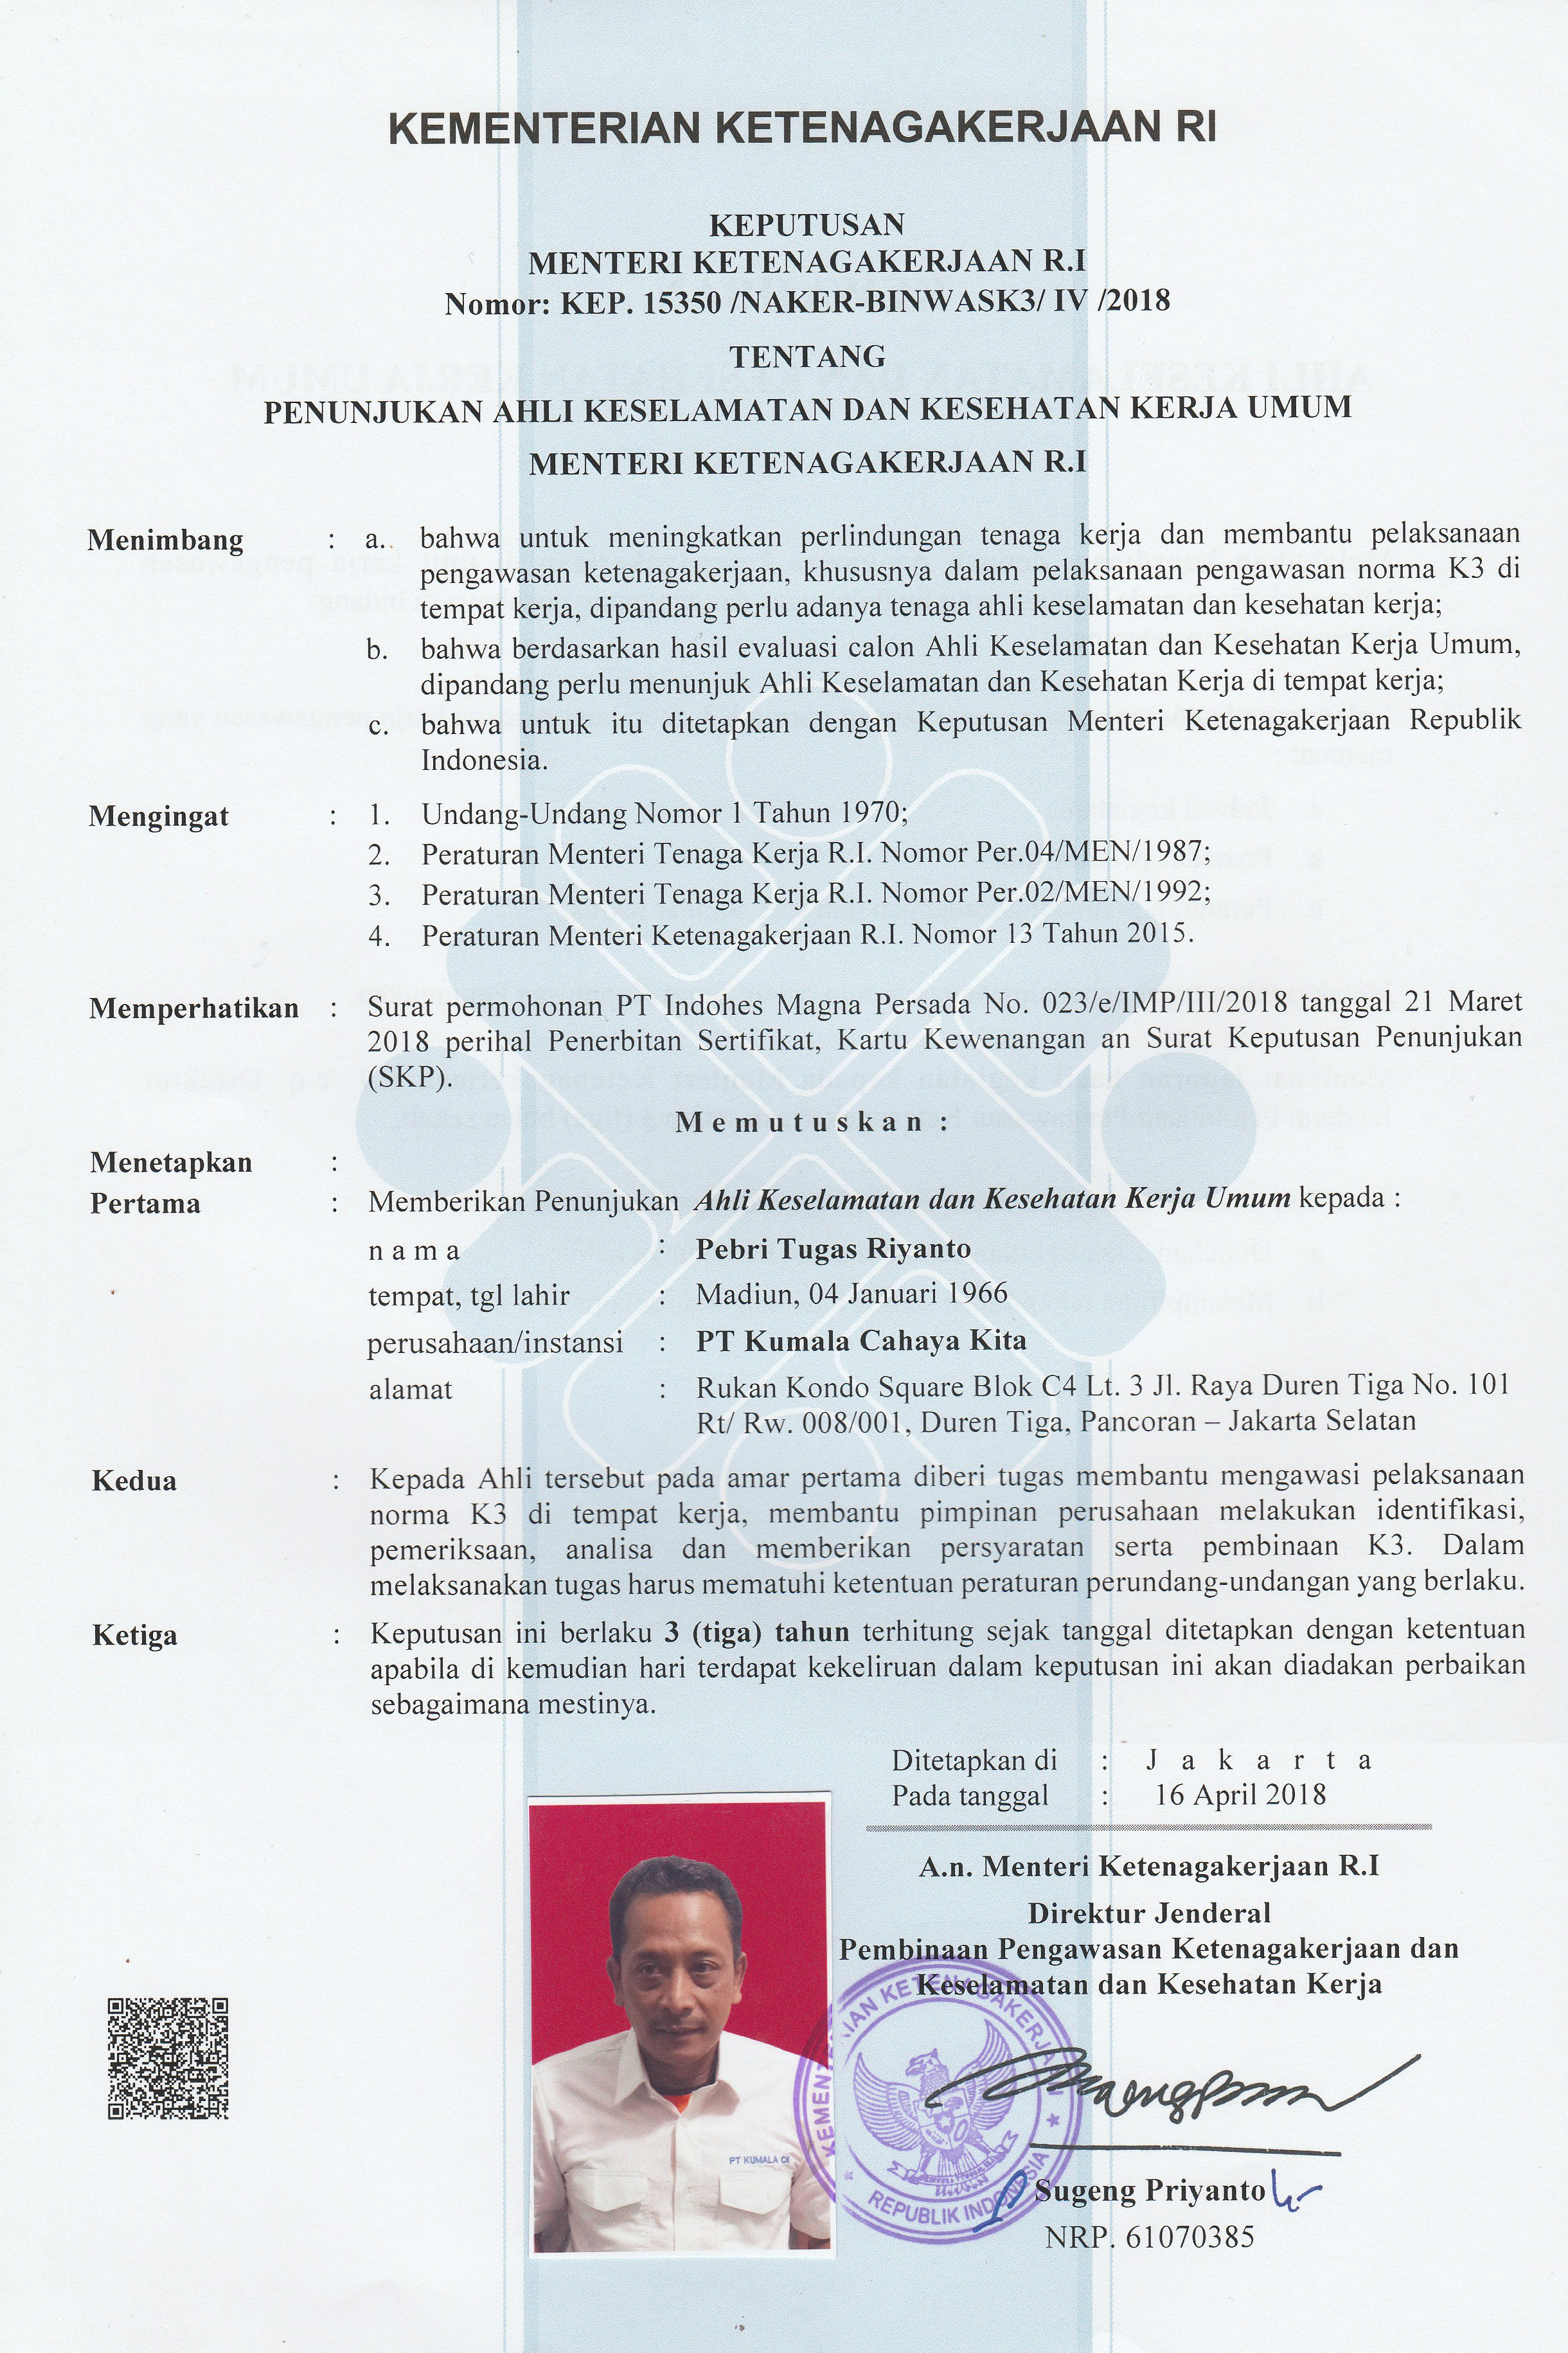 KEMENTERIAN KETENAGAKERJAAN RI
KEPUTUSAN
MENTERI KETENAGAKERJAAN R.I
Nomor: KEP. 15350 /NAKER-BINWASK3/ IV /2018
TENTANG
PENUNJUKAN AHLI KESELAMATAN DAN KESEHATAN KERJA UMUM
MENTERI KETENAGAKERJAAN R.I
Menimbang : a. bahwa untuk meningkatkan perlindungan tenaga kerja dan membantu pelaksanaan
pengawasan ketenagakerjaan, khususnya dalam pelaksanaan pengawasan norma K3 di
tempat kerja, dipandang perlu adanya tenaga ahli keselamatan dan kesehatan kerja;
b. bahwa berdasarkan hasil evaluasi calon Ahli Keselamatan dan Kesehatan Kerja Umum,
dipandang perlu menunjuk Ahli Keselamatan dan Kesehatan Kerja di tempat kerja;
c. bahwa untuk itu ditetapkan dengan Keputusan Menteri Ketenagakerjaan Republik
Indonesia.
Mengingat : 1. Undang-Undang Nomor 1 Tahun 1970;
2. Peraturan Menteri Tenaga Kerja R.I. Nomor Per.04/MEN/1987;
3. Peraturan Menteri Tenaga Kerja R.I. Nomor Per.02/MEN/1992;
4. Peraturan Menteri Ketenagakerjaan R.I. Nomor 13 Tahun 2015.
Memperhatikan : Surat permohonan PT Indohes Magna Persada No. 023/e/IMP/III/2018 tanggal 21 Maret
2018 perihal Penerbitan Sertifikat, Kartu Kewenangan an Surat Keputusan Penunjukan
(SKP).
M e m u t u s k a n :
Menetapkan :
Pertama : Memberikan Penunjukan Ahli Keselamatan dan Kesehatan Kerja Umum kepada :
n a m a : Pebri Tugas Riyanto
tempat, tgl lahir : Madiun, 04 Januari 1966
perusahaan/instansi : PT Kumala Cahaya Kita
alamat : Rukan Kondo Square Blok C4 Lt. 3 Jl. Raya Duren Tiga No. 101
Rt/ Rw. 008/001, Duren Tiga, Pancoran – Jakarta Selatan
Kedua : Kepada Ahli tersebut pada amar pertama diberi tugas membantu mengawasi pelaksanaan
norma K3 di tempat kerja, membantu pimpinan perusahaan melakukan identifikasi,
pemeriksaan, analisa dan memberikan persyaratan serta pembinaan K3. Dalam
melaksanakan tugas harus mematuhi ketentuan peraturan perundang-undangan yang berlaku.
Ketiga : Keputusan ini berlaku 3 (tiga) tahun terhitung sejak tanggal ditetapkan dengan ketentuan
apabila di kemudian hari terdapat kekeliruan dalam keputusan ini akan diadakan perbaikan
sebagaimana mestinya.
Ditetapkan di : J a k a r t a
Pada tanggal : 16 April 2018
A.n. Menteri Ketenagakerjaan R.I
Direktur Jenderal
Pembinaan Pengawasan Ketenagakerjaan dan
Keselamatan dan Kesehatan Kerja
KEMENTERIAN KETENAGAKERJAAN
REPUBLIK INDONESIA
PT KUMALA CK
Sugeng Priyanto
NRP. 61070385